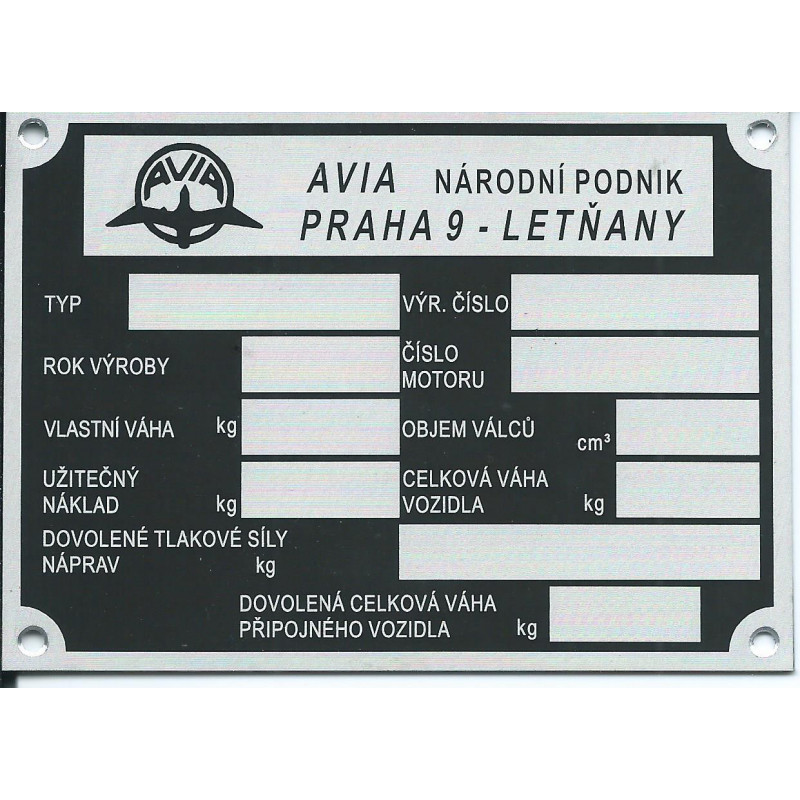 AVIA
AVIA NÁRODNÍ PODNIK
PRAHA 9 - LETŇANY
TYP
VÝR. ČÍSLO
ROK VÝROBY
ČÍSLO
MOTORU
VLASTNÍ VÁHA kg
OBJEM VÁLCŮ cm³
UŽITEČNÝ
NÁKLAD kg
CELKOVÁ VÁHA
VOZIDLA kg
DOVOLENÉ TLAKOVÉ SÍLY
NÁPRAV kg
DOVOLENÁ CELKOVÁ VÁHA
PŘIPOJNÉHO VOZIDLA kg